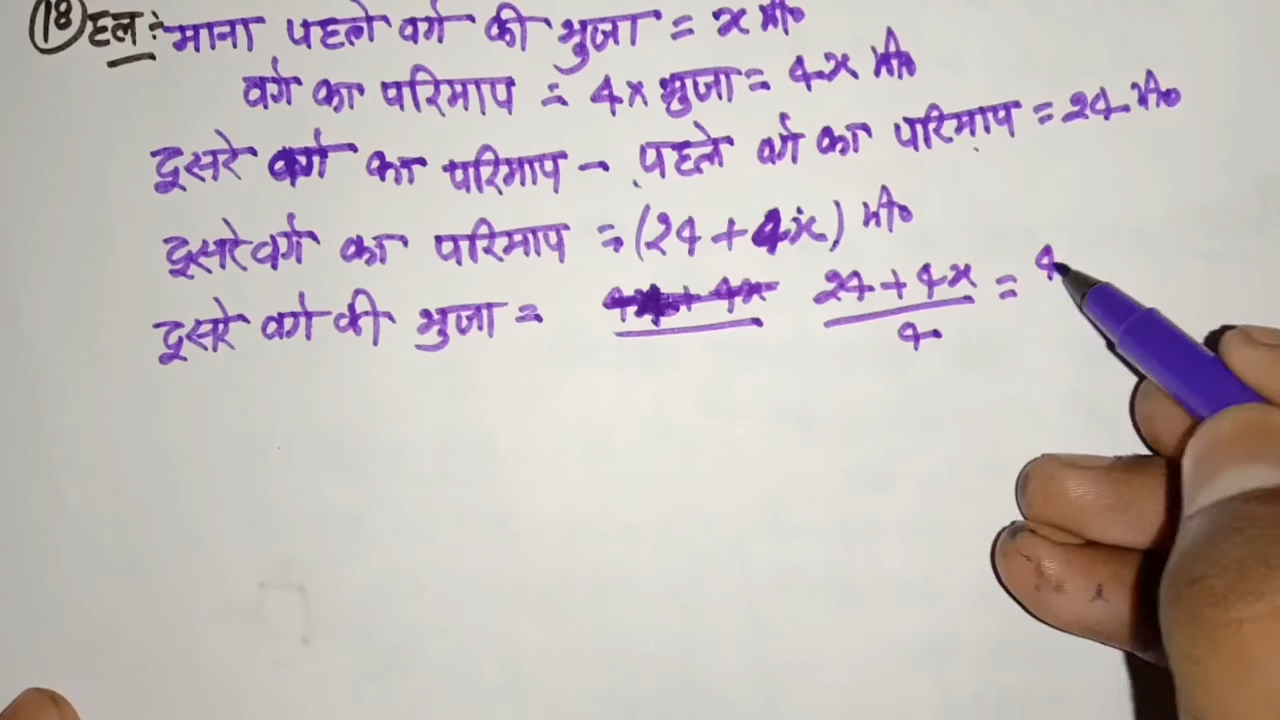 18 हल :- माना पहले वर्ग की भुजा = x मी०
वर्ग का परिमाप = 4x भुजा = 4x मी०
दूसरे वर्ग का परिमाप - पहले वर्ग का परिमाप = 24 मी०
दूसरे वर्ग का परिमाप = (24 + 4x) मी०
दूसरे वर्ग की भुजा = 24 + 4x / 4 = 4